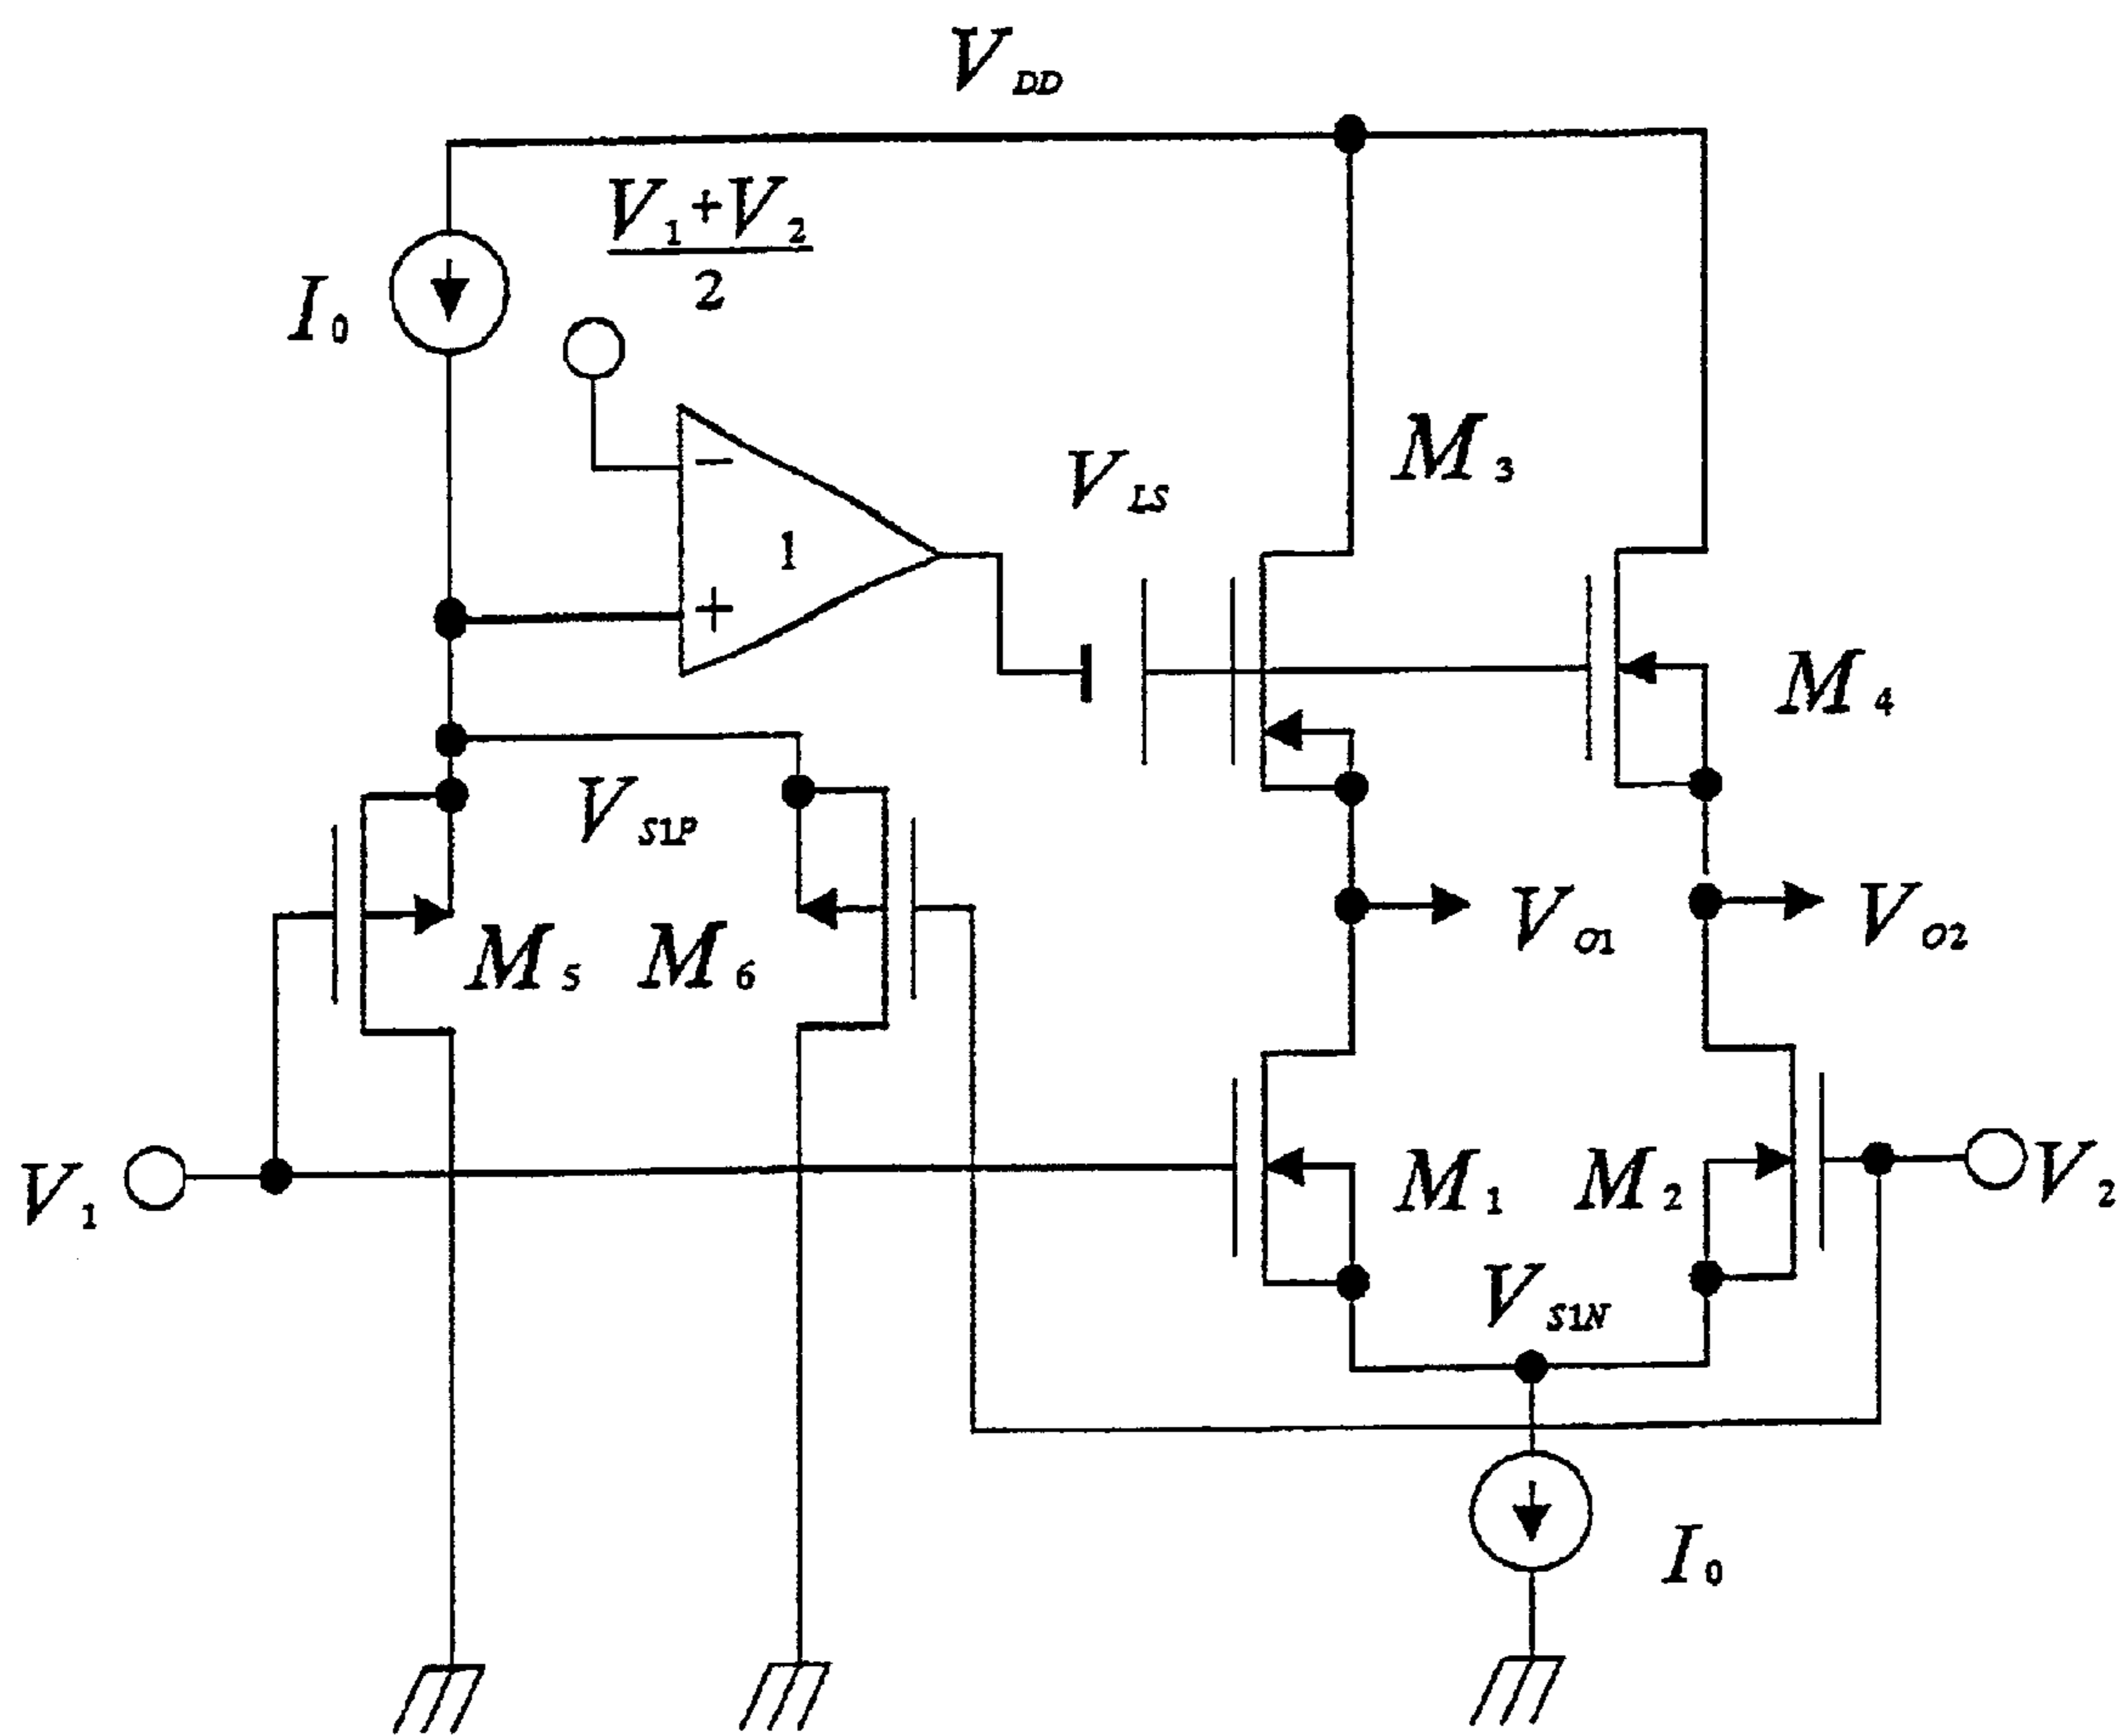 V_DD
V_1+V_2
2
I_0
−
1
+
V_LS
M_3
M_4
V_S1P
M_5
M_6
V_O1
V_O2
V_1
M_1
M_2
V_2
V_S1N
I_0